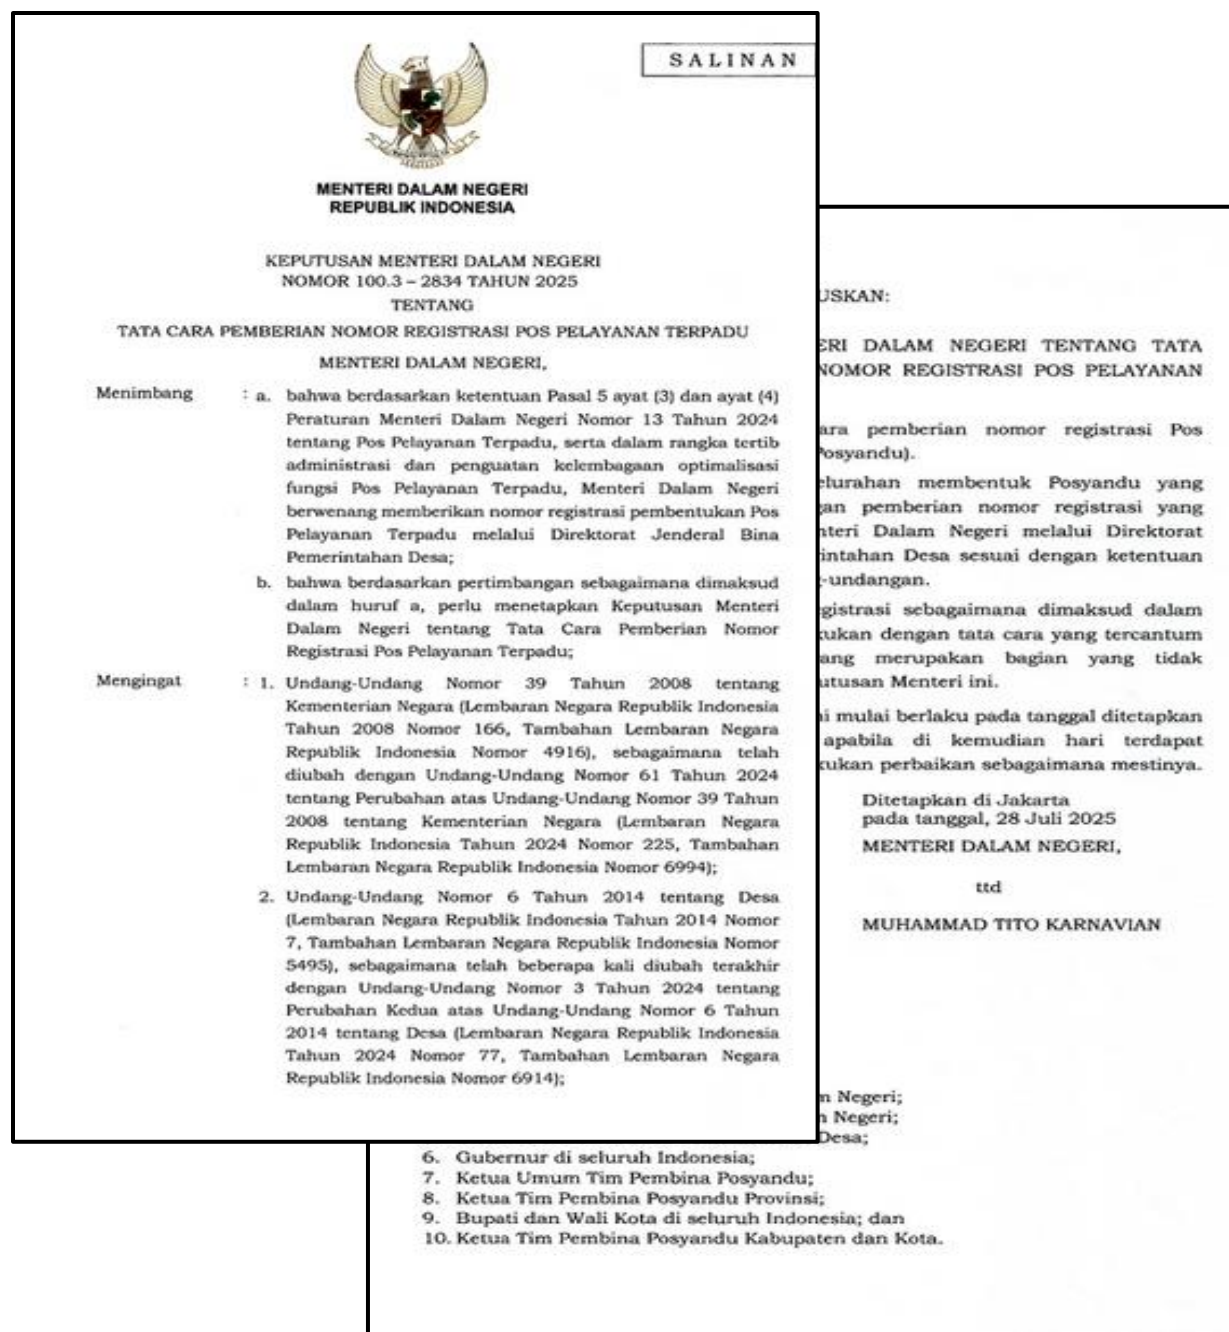 SALINAN
MENTERI DALAM NEGERI
REPUBLIK INDONESIA
KEPUTUSAN MENTERI DALAM NEGERI
NOMOR 100.3 – 2834 TAHUN 2025
TENTANG
TATA CARA PEMBERIAN NOMOR REGISTRASI POS PELAYANAN TERPADU
MENTERI DALAM NEGERI,
Menimbang : a. bahwa berdasarkan ketentuan Pasal 5 ayat (3) dan ayat (4)
Peraturan Menteri Dalam Negeri Nomor 13 Tahun 2024
tentang Pos Pelayanan Terpadu, serta dalam rangka tertib
administrasi dan penguatan kelembagaan optimalisasi
fungsi Pos Pelayanan Terpadu, Menteri Dalam Negeri
berwenang memberikan nomor registrasi pembentukan Pos
Pelayanan Terpadu melalui Direktorat Jenderal Bina
Pemerintahan Desa;
b. bahwa berdasarkan pertimbangan sebagaimana dimaksud
dalam huruf a, perlu menetapkan Keputusan Menteri
Dalam Negeri tentang Tata Cara Pemberian Nomor
Registrasi Pos Pelayanan Terpadu;
Mengingat : 1. Undang-Undang Nomor 39 Tahun 2008 tentang
Kementerian Negara (Lembaran Negara Republik Indonesia
Tahun 2008 Nomor 166, Tambahan Lembaran Negara
Republik Indonesia Nomor 4916), sebagaimana telah
diubah dengan Undang-Undang Nomor 61 Tahun 2024
tentang Perubahan atas Undang-Undang Nomor 39 Tahun
2008 tentang Kementerian Negara (Lembaran Negara
Republik Indonesia Tahun 2024 Nomor 225, Tambahan
Lembaran Negara Republik Indonesia Nomor 6994);
2. Undang-Undang Nomor 6 Tahun 2014 tentang Desa
(Lembaran Negara Republik Indonesia Tahun 2014 Nomor
7, Tambahan Lembaran Negara Republik Indonesia Nomor
5495), sebagaimana telah beberapa kali diubah terakhir
dengan Undang-Undang Nomor 3 Tahun 2024 tentang
Perubahan Kedua atas Undang-Undang Nomor 6 Tahun
2014 tentang Desa (Lembaran Negara Republik Indonesia
Tahun 2024 Nomor 77, Tambahan Lembaran Negara
Republik Indonesia Nomor 6914);
USKAN:
ERI DALAM NEGERI TENTANG TATA
NOMOR REGISTRASI POS PELAYANAN
ara pemberian nomor registrasi Pos
Posyandu).
elurahan membentuk Posyandu yang
gan pemberian nomor registrasi yang
nteri Dalam Negeri melalui Direktorat
intahan Desa sesuai dengan ketentuan
-undangan.
gistrasi sebagaimana dimaksud dalam
kukan dengan tata cara yang tercantum
ang merupakan bagian yang tidak
utusan Menteri ini.
i mulai berlaku pada tanggal ditetapkan
apabila di kemudian hari terdapat
kukan perbaikan sebagaimana mestinya.
Ditetapkan di Jakarta
pada tanggal, 28 Juli 2025
MENTERI DALAM NEGERI,
ttd
MUHAMMAD TITO KARNAVIAN
m Negeri;
n Negeri;
Desa;
6. Gubernur di seluruh Indonesia;
7. Ketua Umum Tim Pembina Posyandu;
8. Ketua Tim Pembina Posyandu Provinsi;
9. Bupati dan Wali Kota di seluruh Indonesia; dan
10. Ketua Tim Pembina Posyandu Kabupaten dan Kota.